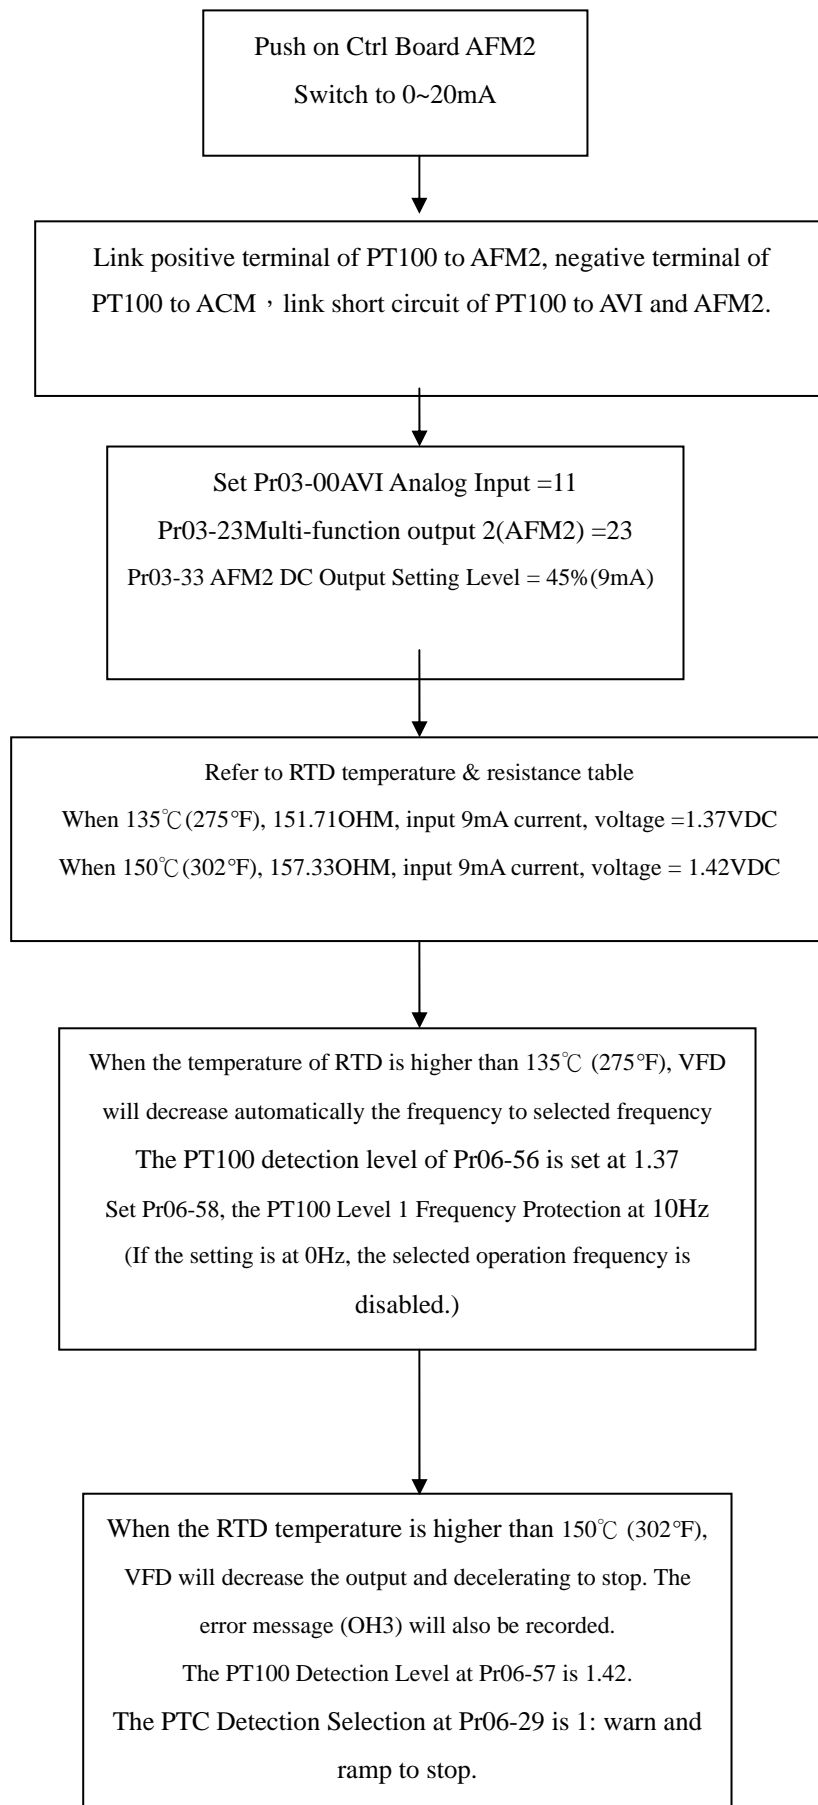 Push on Ctrl Board AFM2
Switch to 0~20mA
Link positive terminal of PT100 to AFM2, negative terminal of
PT100 to ACM，link short circuit of PT100 to AVI and AFM2.
Set Pr03-00AVI Analog Input =11
Pr03-23Multi-function output 2(AFM2) =23
Pr03-33 AFM2 DC Output Setting Level = 45%(9mA)
Refer to RTD temperature & resistance table
When 135℃(275°F), 151.71OHM, input 9mA current, voltage =1.37VDC
When 150℃(302°F), 157.33OHM, input 9mA current, voltage = 1.42VDC
When the temperature of RTD is higher than 135℃ (275°F), VFD
will decrease automatically the frequency to selected frequency
The PT100 detection level of Pr06-56 is set at 1.37
Set Pr06-58, the PT100 Level 1 Frequency Protection at 10Hz
(If the setting is at 0Hz, the selected operation frequency is
disabled.)
When the RTD temperature is higher than 150℃ (302°F),
VFD will decrease the output and decelerating to stop. The
error message (OH3) will also be recorded.
The PT100 Detection Level at Pr06-57 is 1.42.
The PTC Detection Selection at Pr06-29 is 1: warn and
ramp to stop.